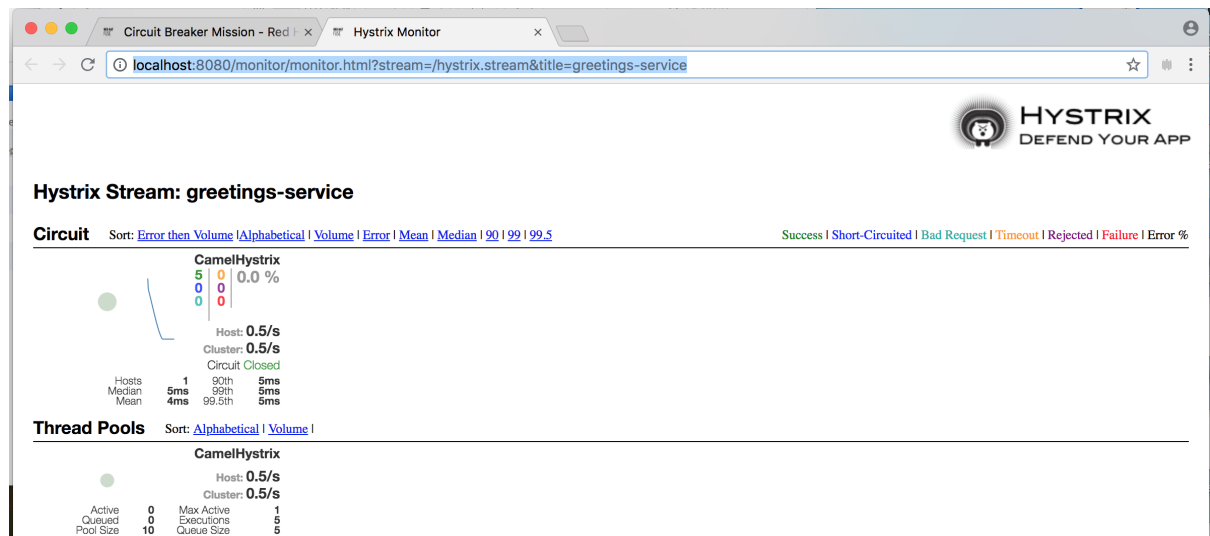 Circuit Breaker Mission - Red H
Hystrix Monitor
localhost:8080/monitor/monitor.html?stream=/hystrix.stream&title=greetings-service
HYSTRIX
DEFEND YOUR APP
Hystrix Stream: greetings-service
Circuit Sort: Error then Volume |Alphabetical | Volume | Error | Mean | Median | 90 | 99 | 99.5 Success | Short-Circuited | Bad Request | Timeout | Rejected | Failure | Error %
CamelHystrix
5 | 0 | 0.0 %
0 | 0
0 | 0
Host: 0.5/s
Cluster: 0.5/s
Circuit Closed
Hosts 1 90th 5ms
Median 5ms 99th 5ms
Mean 4ms 99.5th 5ms
Thread Pools Sort: Alphabetical | Volume |
CamelHystrix
Host: 0.5/s
Cluster: 0.5/s
Active 0 Max Active 1
Queued 0 Executions 5
Pool Size 10 Queue Size 5